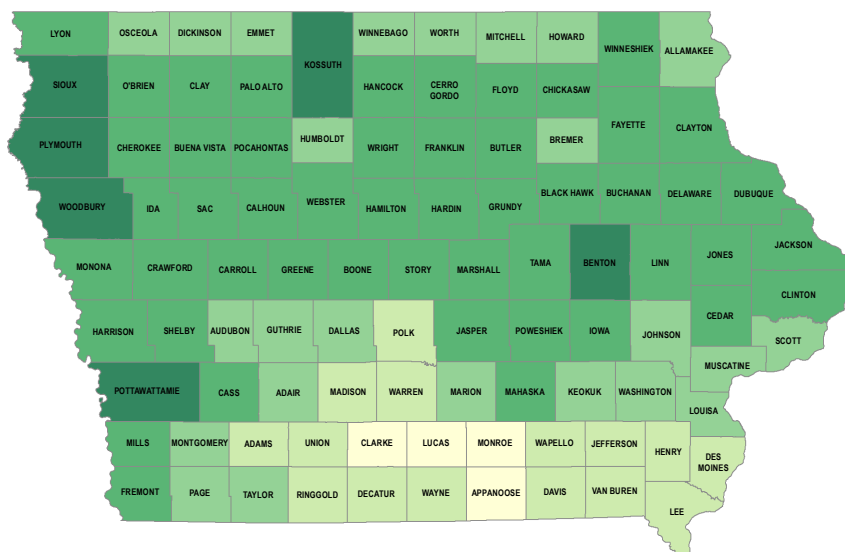 LYON
OSCEOLA
DICKINSON
EMMET
KOSSUTH
WINNEBAGO
WORTH
MITCHELL
HOWARD
WINNESHIEK
ALLAMAKEE
SIOUX
O'BRIEN
CLAY
PALO ALTO
HANCOCK
CERRO
GORDO
FLOYD
CHICKASAW
FAYETTE
CLAYTON
PLYMOUTH
CHEROKEE
BUENA VISTA
POCAHONTAS
HUMBOLDT
WRIGHT
FRANKLIN
BUTLER
BREMER
WOODBURY
IDA
SAC
CALHOUN
WEBSTER
HAMILTON
HARDIN
GRUNDY
BLACK HAWK
BUCHANAN
DELAWARE
DUBUQUE
MONONA
CRAWFORD
CARROLL
GREENE
BOONE
STORY
MARSHALL
TAMA
BENTON
LINN
JONES
JACKSON
CLINTON
HARRISON
SHELBY
AUDUBON
GUTHRIE
DALLAS
POLK
JASPER
POWESHIEK
IOWA
JOHNSON
CEDAR
SCOTT
MUSCATINE
POTTAWATTAMIE
CASS
ADAIR
MADISON
WARREN
MARION
MAHASKA
KEOKUK
WASHINGTON
LOUISA
MILLS
MONTGOMERY
ADAMS
UNION
CLARKE
LUCAS
MONROE
WAPELLO
JEFFERSON
HENRY
DES
MOINES
FREMONT
PAGE
TAYLOR
RINGGOLD
DECATUR
WAYNE
APPANOOSE
DAVIS
VAN BUREN
LEE